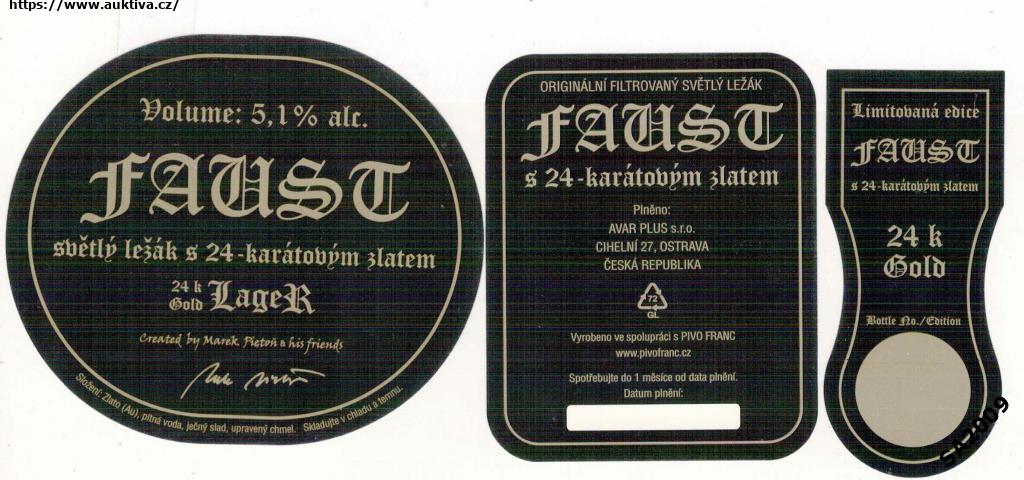 https://www.auktiva.cz/
Volume: 5,1% alc.
FAUST
světlý ležák s 24-karátovým zlatem
24 k
Gold
LageR
Created by Marek Pietoň & his friends
Složení: Zlato (Au), pitná voda, ječný slad, upravený chmel. Skladujte v chladu a temnu.
ORIGINÁLNÍ FILTROVANÝ SVĚTLÝ LEŽÁK
FAUST
s 24-karátovým zlatem
Plněno:
AVAR PLUS s.r.o.
CIHELNÍ 27, OSTRAVA
ČESKÁ REPUBLIKA
72
GL
Vyrobeno ve spolupráci s PIVO FRANC
www.pivofranc.cz
Spotřebujte do 1 měsíce od data plnění.
Datum plnění:
Limitovaná edice
FAUST
s 24-karátovým zlatem
24 k
Gold
Bottle No./Edition
SAZ009